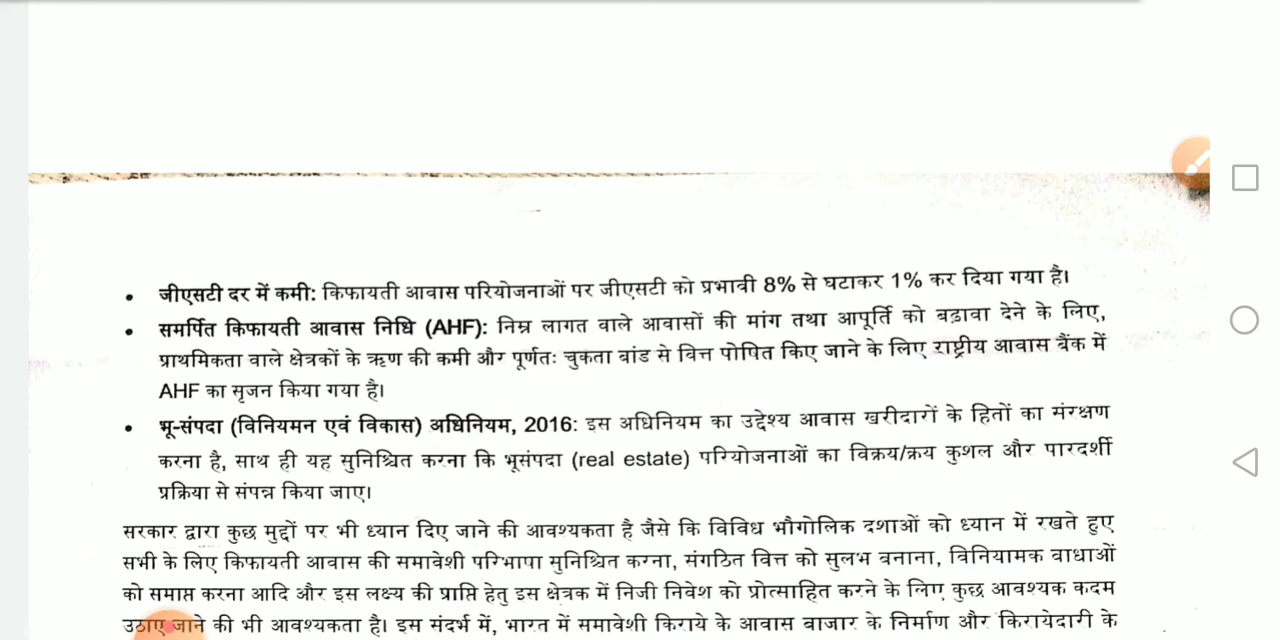 • जीएसटी दर में कमी: किफायती आवास परियोजनाओं पर जीएसटी को प्रभावी 8% से घटाकर 1% कर दिया गया है।
• समर्पित किफायती आवास निधि (AHF): निम्न लागत वाले आवासों की मांग तथा आपूर्ति को बढ़ावा देने के लिए,
प्राथमिकता वाले क्षेत्रकों के ऋण की कमी और पूर्णतः चुकता बांड से वित्त पोषित किए जाने के लिए राष्ट्रीय आवास बैंक में
AHF का सृजन किया गया है।
• भू-संपदा (विनियमन एवं विकास) अधिनियम, 2016: इस अधिनियम का उद्देश्य आवास खरीदारों के हितों का संरक्षण
करना है, साथ ही यह सुनिश्चित करना कि भूसंपदा (real estate) परियोजनाओं का विक्रय/क्रय कुशल और पारदर्शी
प्रक्रिया से संपन्न किया जाए।
सरकार द्वारा कुछ मुद्दों पर भी ध्यान दिए जाने की आवश्यकता है जैसे कि विविध भौगोलिक दशाओं को ध्यान में रखते हुए
सभी के लिए किफायती आवास की समावेशी परिभाषा सुनिश्चित करना, संगठित वित्त को सुलभ बनाना, विनियामक बाधाओं
को समाप्त करना आदि और इस लक्ष्य की प्राप्ति हेतु इस क्षेत्रक में निजी निवेश को प्रोत्साहित करने के लिए कुछ आवश्यक कदम
उठाए जाने की भी आवश्यकता है। इस संदर्भ में, भारत में समावेशी किराये के आवास बाजार के निर्माण और किरायेदारी के